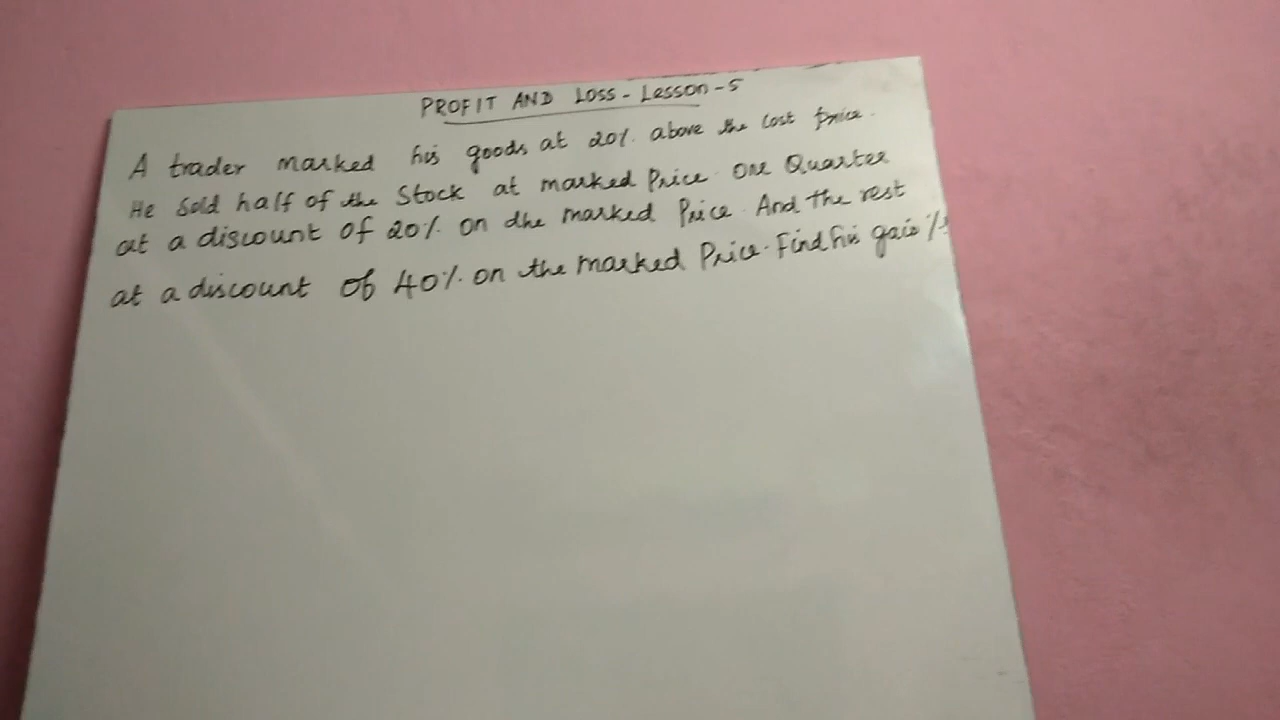 PROFIT AND LOSS - Lesson - 5
A trader marked his goods at 20% above the Cost price.
He Sold half of the Stock at marked Price one Quarter
at a discount of 20% on the marked Price. And the rest
at a discount of 40% on the marked Price. Find his gain %